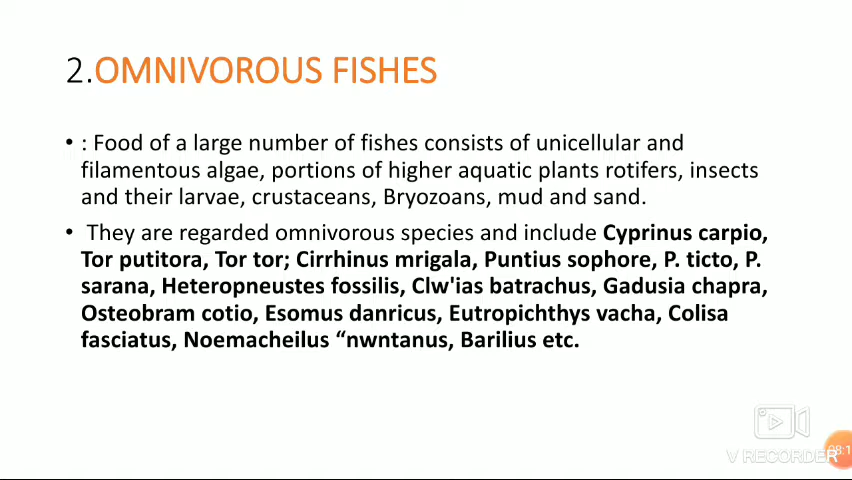 2.OMNIVOROUS FISHES
• : Food of a large number of fishes consists of unicellular and
filamentous algae, portions of higher aquatic plants rotifers, insects
and their larvae, crustaceans, Bryozoans, mud and sand.
• They are regarded omnivorous species and include Cyprinus carpio,
Tor putitora, Tor tor; Cirrhinus mrigala, Puntius sophore, P. ticto, P.
sarana, Heteropneustes fossilis, Clw'ias batrachus, Gadusia chapra,
Osteobram cotio, Esomus danricus, Eutropichthys vacha, Colisa
fasciatus, Noemacheilus “nwntanus, Barilius etc.
V RECORDER